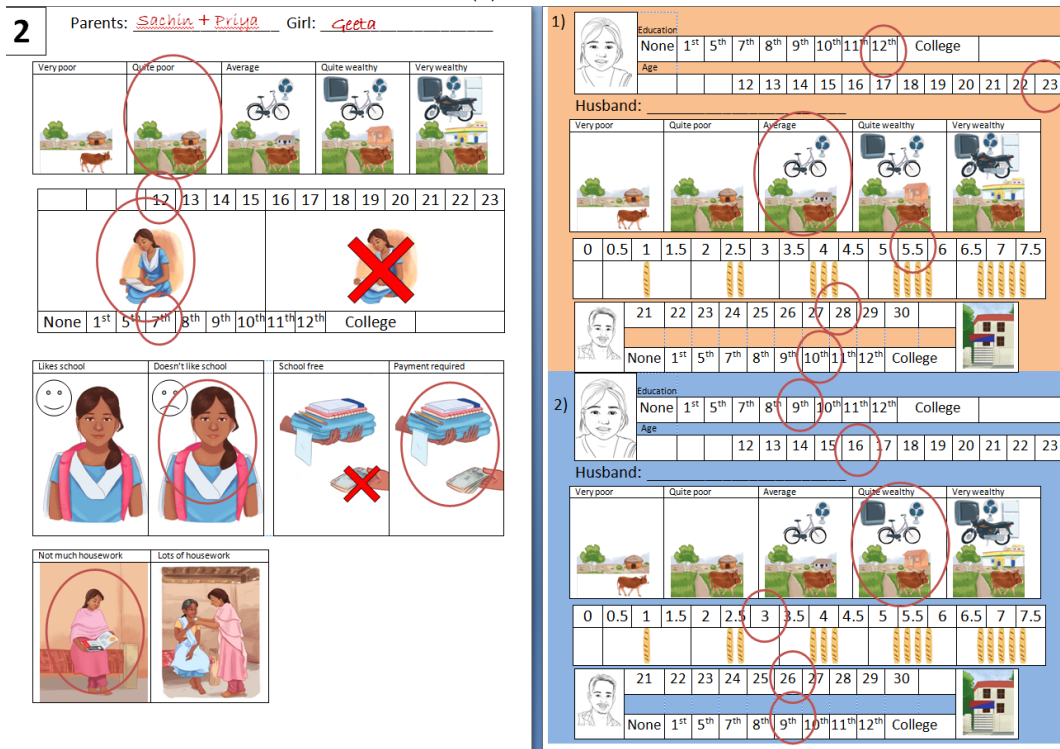 2
Parents: Sachin + Priya Girl: Geeta
Very poor Quite poor Average Quite wealthy Very wealthy
12 13 14 15 16 17 18 19 20 21 22 23
None 1st 5th 7th 8th 9th 10th 11th 12th College
Likes school Doesn't like school School free Payment required
Not much housework Lots of housework
1)
Education
None 1st 5th 7th 8th 9th 10th 11th 12th College
Age
12 13 14 15 16 17 18 19 20 21 22 23
Husband:
Very poor Quite poor Average Quite wealthy Very wealthy
0 0.5 1 1.5 2 2.5 3 3.5 4 4.5 5 5.5 6 6.5 7 7.5
21 22 23 24 25 26 27 28 29 30
None 1st 5th 7th 8th 9th 10th 11th 12th College
2)
Education
None 1st 5th 7th 8th 9th 10th 11th 12th College
Age
12 13 14 15 16 17 18 19 20 21 22 23
Husband:
Very poor Quite poor Average Quite wealthy Very wealthy
0 0.5 1 1.5 2 2.5 3 3.5 4 4.5 5 5.5 6 6.5 7 7.5
21 22 23 24 25 26 27 28 29 30
None 1st 5th 7th 8th 9th 10th 11th 12th College